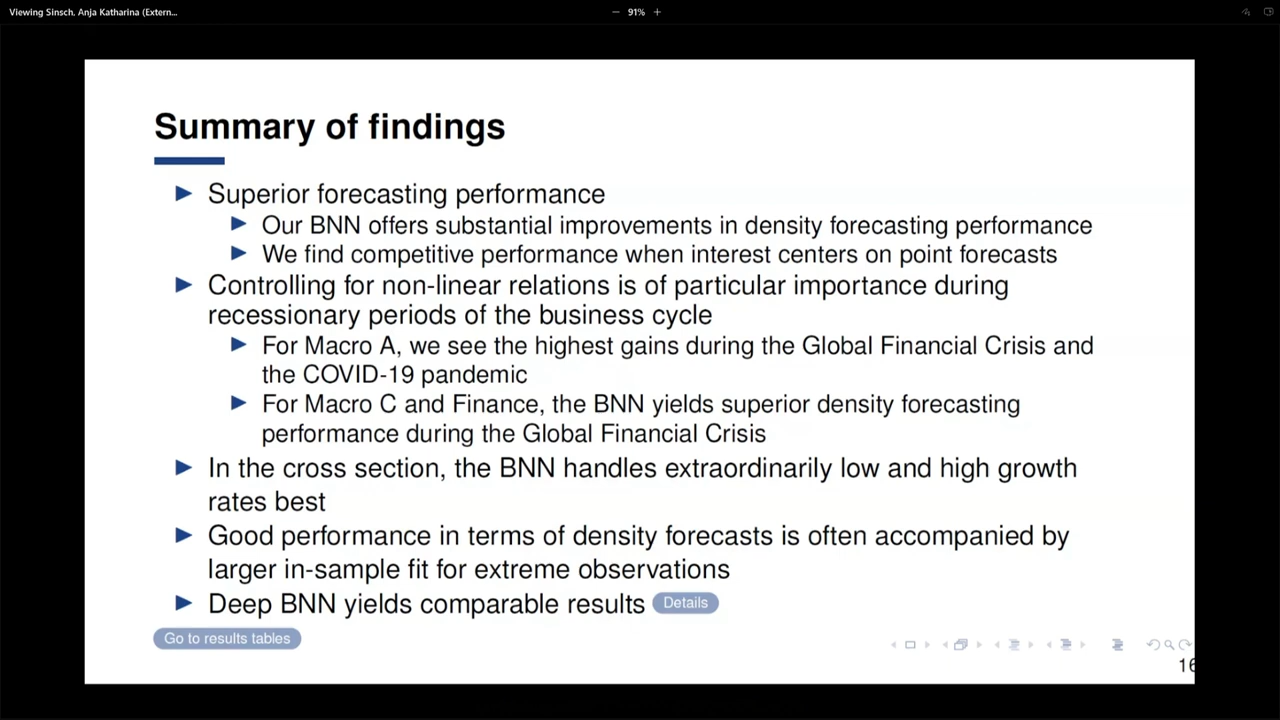 Viewing Sinsch, Anja Katharina (Extern...
− 91% +
Summary of findings
Superior forecasting performance
Our BNN offers substantial improvements in density forecasting performance
We find competitive performance when interest centers on point forecasts
Controlling for non-linear relations is of particular importance during
recessionary periods of the business cycle
For Macro A, we see the highest gains during the Global Financial Crisis and
the COVID-19 pandemic
For Macro C and Finance, the BNN yields superior density forecasting
performance during the Global Financial Crisis
In the cross section, the BNN handles extraordinarily low and high growth
rates best
Good performance in terms of density forecasts is often accompanied by
larger in-sample fit for extreme observations
Deep BNN yields comparable results Details
Go to results tables
16